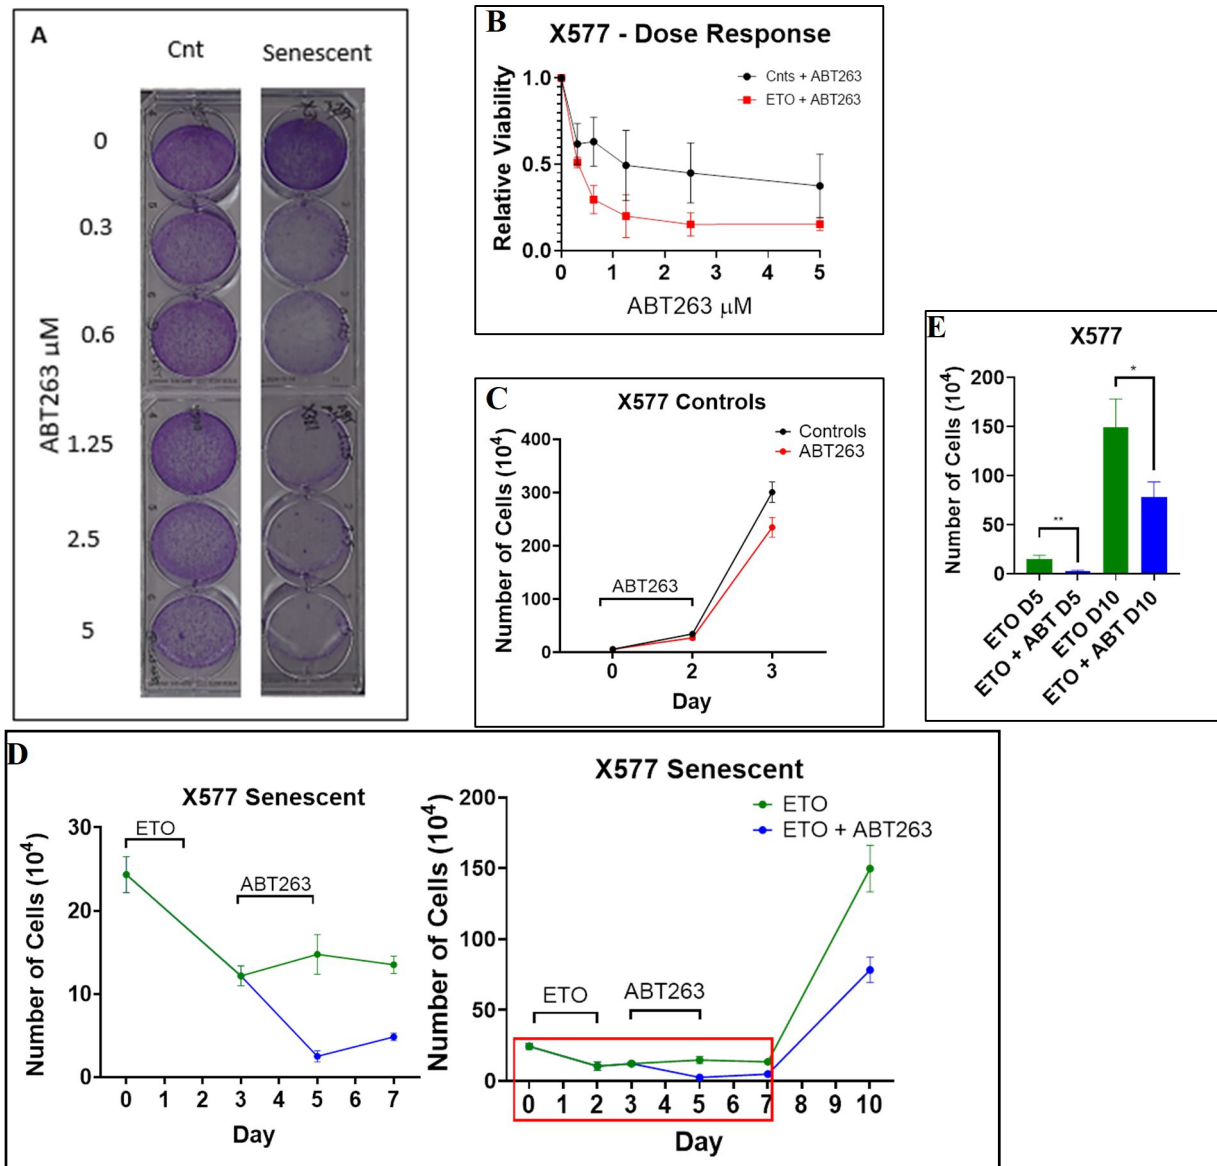 A
Cnt
Senescent
0
0.3
0.6
1.25
2.5
5
ABT263 µM
B
X577 - Dose Response
Cnts + ABT263
ETO + ABT263
Relative Viability
1.0
0.5
0.0
0 1 2 3 4 5
ABT263 µM
C
X577 Controls
Controls
ABT263
Number of Cells (10⁴)
400
300
200
100
0
ABT263
0 2 3
Day
E
X577
Number of Cells (10⁴)
200
150
100
50
0
**
*
ETO D5
ETO + ABT D5
ETO D10
ETO + ABT D10
D
X577 Senescent
Number of Cells (10⁴)
30
20
10
0
ETO
ABT263
0 1 2 3 5 6 7
Day
X577 Senescent
ETO
ETO + ABT263
Number of Cells (10⁴)
200
150
100
50
0
ETO
ABT263
0 1 2 3 5 6 7 8 9 10
Day